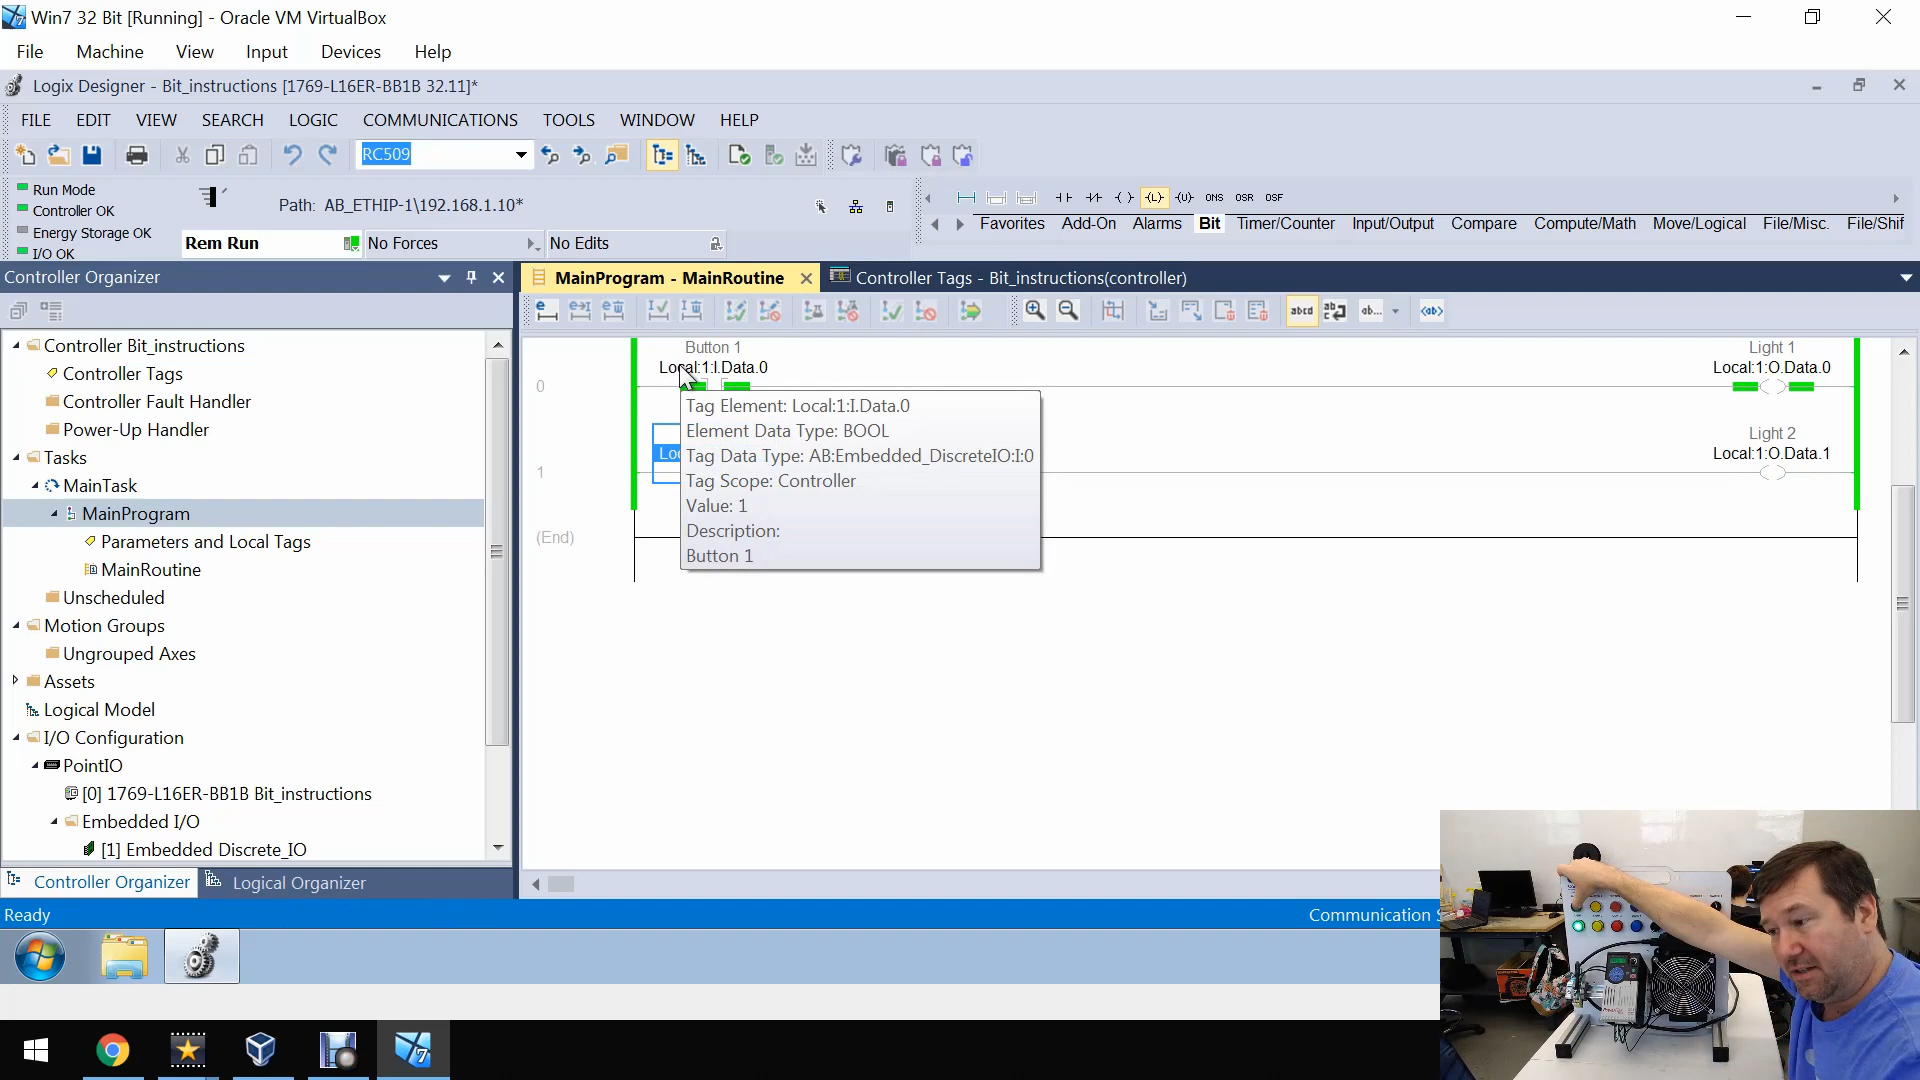 Win7 32 Bit [Running] - Oracle VM VirtualBox
File Machine View Input Devices Help
Logix Designer - Bit_instructions [1769-L16ER-BB1B 32.11]*
FILE EDIT VIEW SEARCH LOGIC COMMUNICATIONS TOOLS WINDOW HELP
RC509
Run Mode
Controller OK
Energy Storage OK
I/O OK
Path: AB_ETHIP-1\192.168.1.10*
Rem Run
No Forces
No Edits
ONS OSR OSF
Favorites Add-On Alarms Bit Timer/Counter Input/Output Compare Compute/Math Move/Logical File/Misc. File/Shif
Controller Organizer
MainProgram - MainRoutine
Controller Tags - Bit_instructions(controller)
Controller Bit_instructions
Controller Tags
Controller Fault Handler
Power-Up Handler
Tasks
MainTask
MainProgram
Parameters and Local Tags
MainRoutine
Unscheduled
Motion Groups
Ungrouped Axes
Assets
Logical Model
I/O Configuration
PointIO
[0] 1769-L16ER-BB1B Bit_instructions
Embedded I/O
[1] Embedded Discrete_IO
Controller Organizer
Logical Organizer
Button 1
Local:1:I.Data.0
Light 1
Local:1:O.Data.0
0
Tag Element: Local:1:I.Data.0
Element Data Type: BOOL
Tag Data Type: AB:Embedded_DiscreteIO:I:0
Tag Scope: Controller
Value: 1
Description:
Button 1
Light 2
Local:1:O.Data.1
1
(End)
Ready
Communication